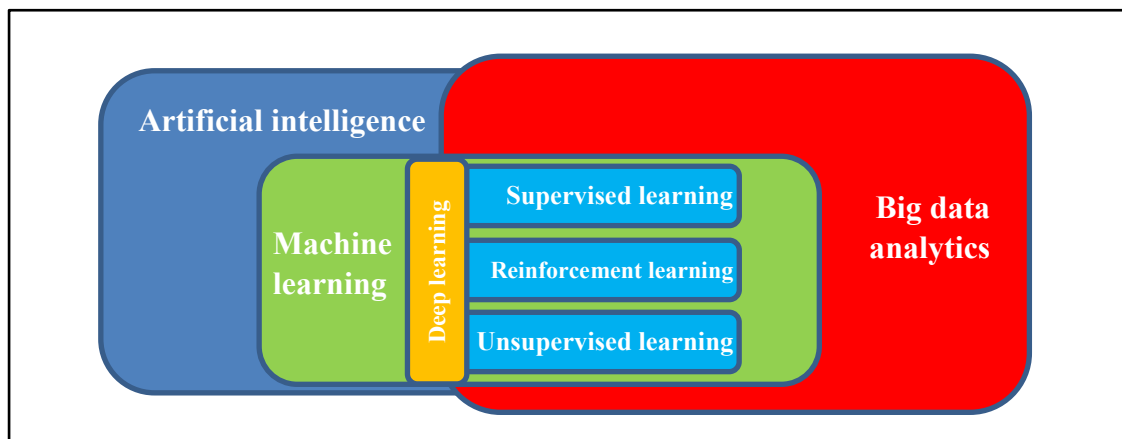 Artificial intelligence
Machine
learning
Deep learning
Supervised learning
Reinforcement learning
Unsupervised learning
Big data
analytics